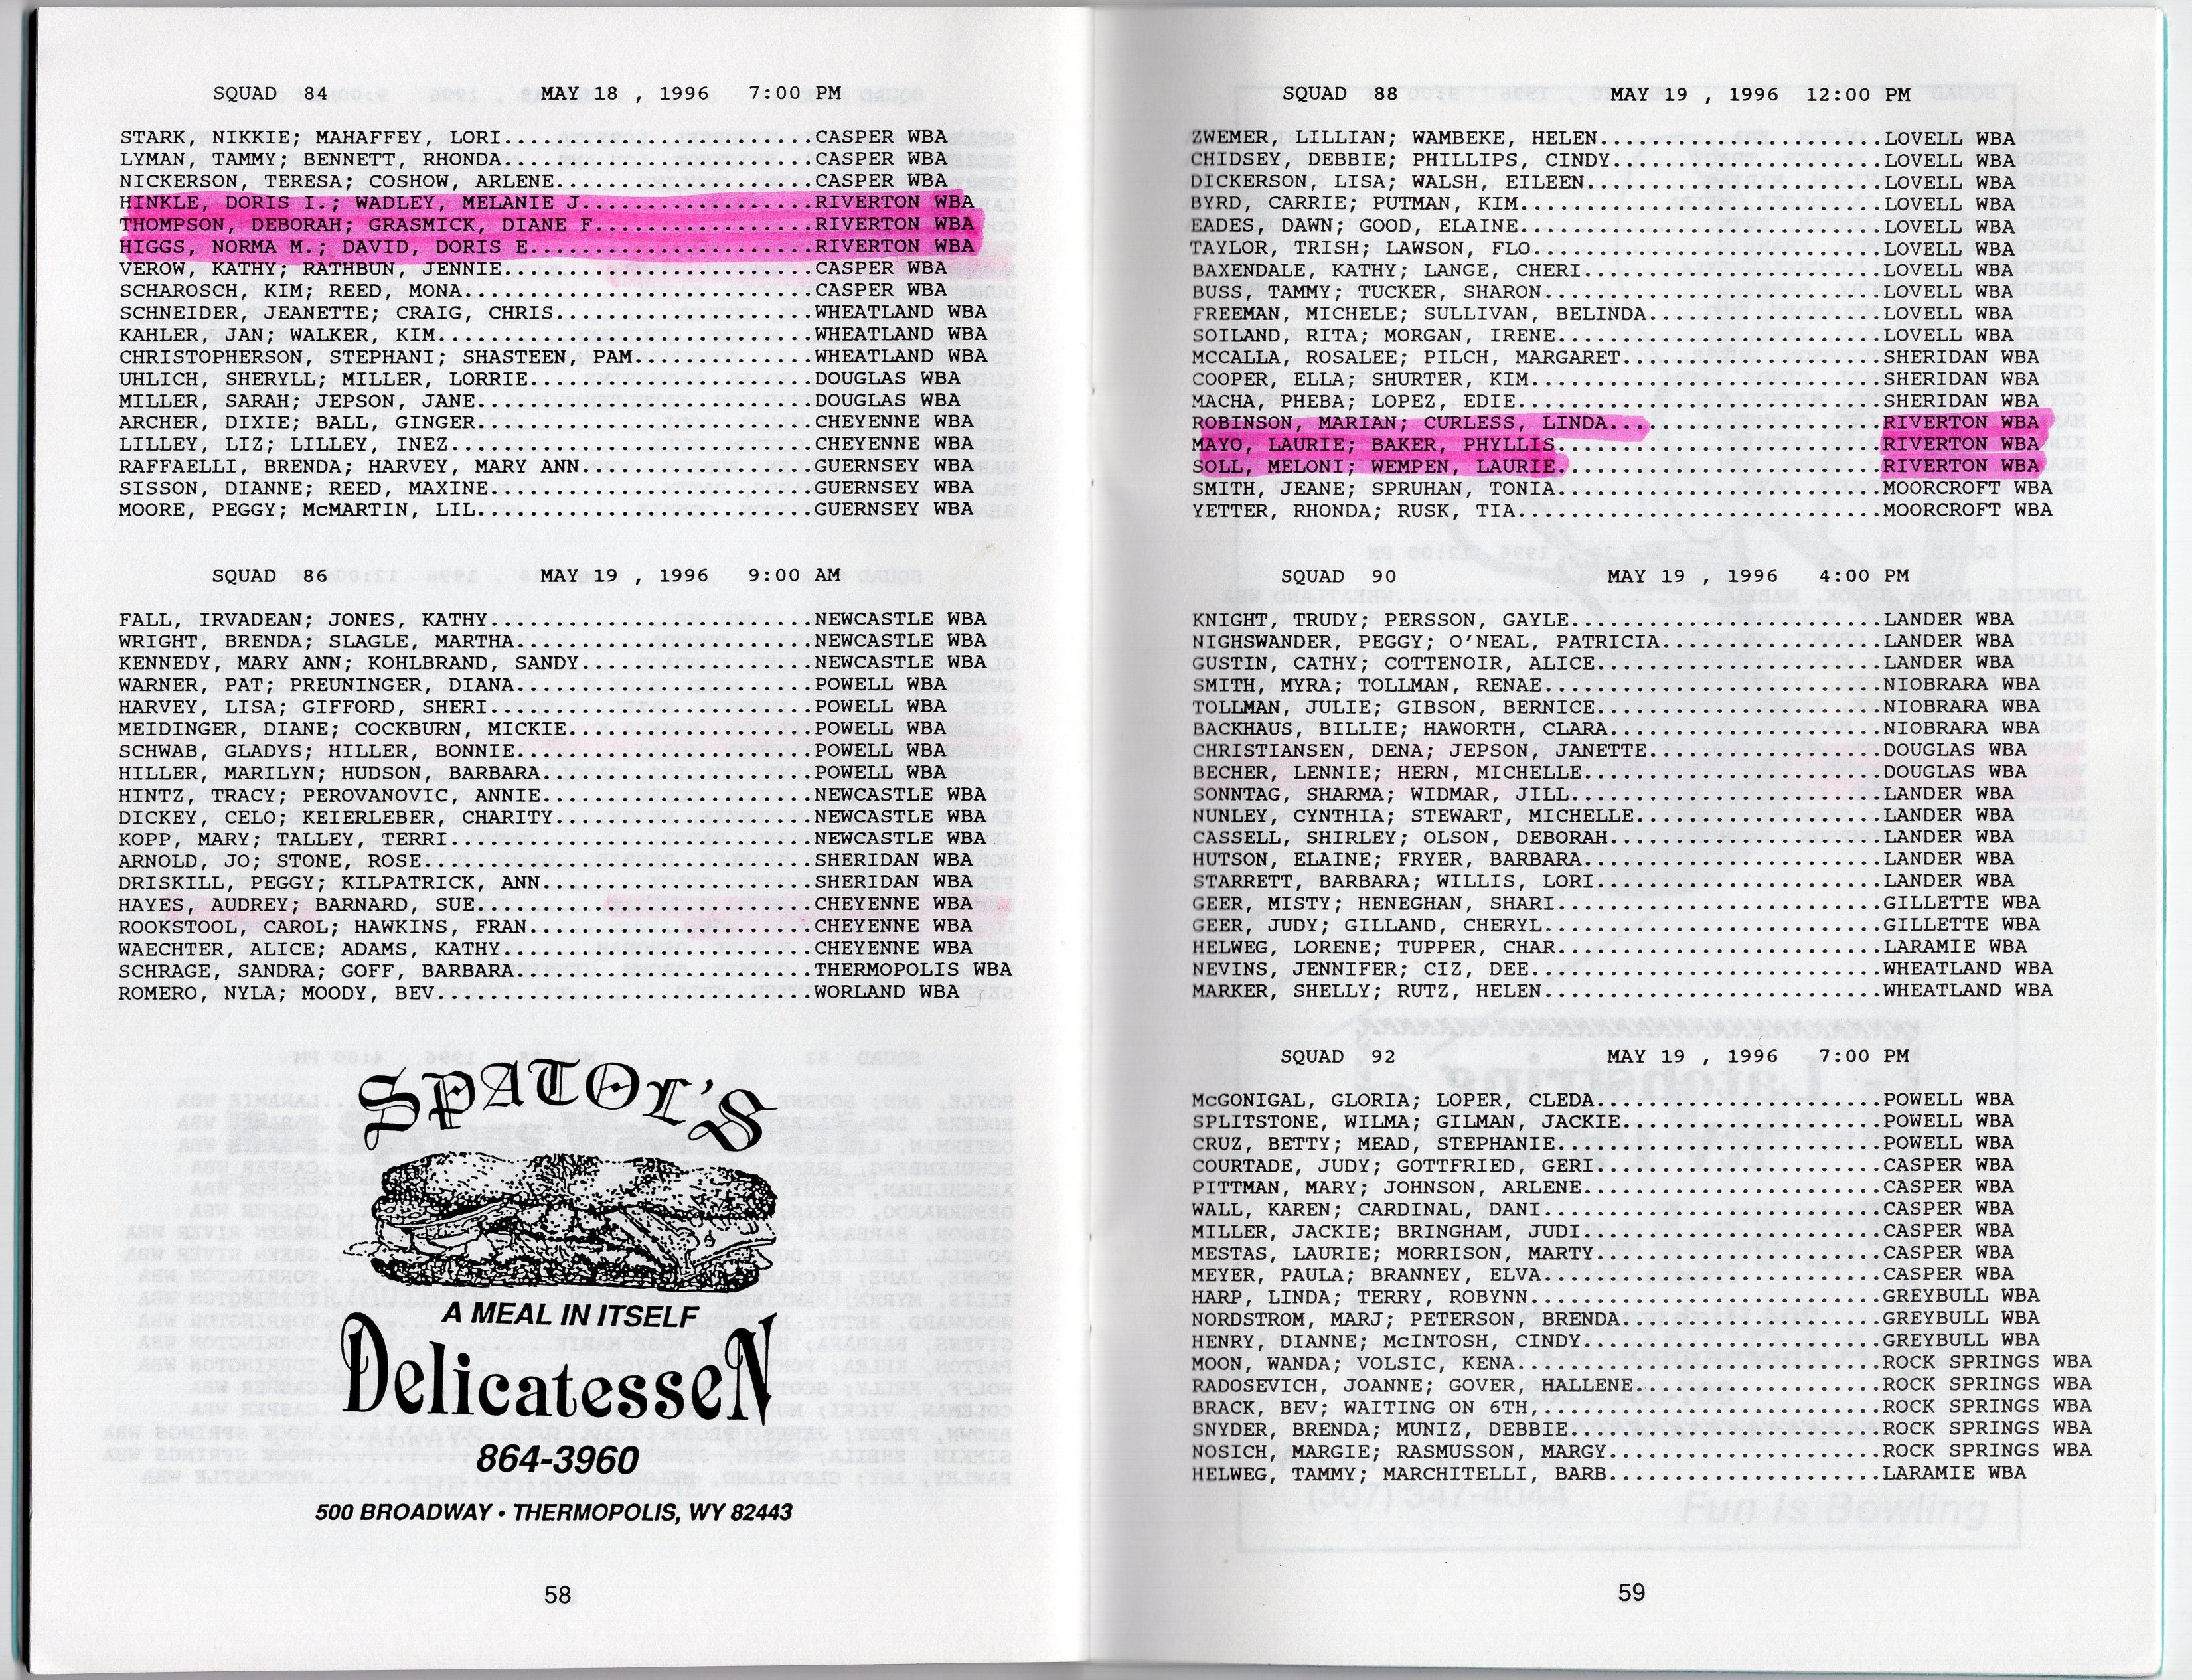 SQUAD 84 MAY 18 , 1996 7:00 PM
STARK, NIKKIE; MAHAFFEY, LORI.......................CASPER WBA
LYMAN, TAMMY; BENNETT, RHONDA.......................CASPER WBA
NICKERSON, TERESA; COSHOW, ARLENE...................CASPER WBA
HINKLE, DORIS I.; WADLEY, MELANIE J.................RIVERTON WBA
THOMPSON, DEBORAH; GRASMICK, DIANE F................RIVERTON WBA
HIGGS, NORMA M.; DAVID, DORIS E.....................RIVERTON WBA
VEROW, KATHY; RATHBUN, JENNIE.......................CASPER WBA
SCHAROSCH, KIM; REED, MONA..........................CASPER WBA
SCHNEIDER, JEANETTE; CRAIG, CHRIS...................WHEATLAND WBA
KAHLER, JAN; WALKER, KIM............................WHEATLAND WBA
CHRISTOPHERSON, STEPHANI; SHASTEEN, PAM.............WHEATLAND WBA
UHLICH, SHERYLL; MILLER, LORRIE.....................DOUGLAS WBA
MILLER, SARAH; JEPSON, JANE.........................DOUGLAS WBA
ARCHER, DIXIE; BALL, GINGER.........................CHEYENNE WBA
LILLEY, LIZ; LILLEY, INEZ...........................CHEYENNE WBA
RAFFAELLI, BRENDA; HARVEY, MARY ANN.................GUERNSEY WBA
SISSON, DIANNE; REED, MAXINE........................GUERNSEY WBA
MOORE, PEGGY; McMARTIN, LIL.........................GUERNSEY WBA
SQUAD 86 MAY 19 , 1996 9:00 AM
FALL, IRVADEAN; JONES, KATHY........................NEWCASTLE WBA
WRIGHT, BRENDA; SLAGLE, MARTHA......................NEWCASTLE WBA
KENNEDY, MARY ANN; KOHLBRAND, SANDY.................NEWCASTLE WBA
WARNER, PAT; PREUNINGER, DIANA......................POWELL WBA
HARVEY, LISA; GIFFORD, SHERI........................POWELL WBA
MEIDINGER, DIANE; COCKBURN, MICKIE..................POWELL WBA
SCHWAB, GLADYS; HILLER, BONNIE......................POWELL WBA
HILLER, MARILYN; HUDSON, BARBARA....................POWELL WBA
HINTZ, TRACY; PEROVANOVIC, ANNIE....................NEWCASTLE WBA
DICKEY, CELO; KEIERLEBER, CHARITY...................NEWCASTLE WBA
KOPP, MARY; TALLEY, TERRI...........................NEWCASTLE WBA
ARNOLD, JO; STONE, ROSE.............................SHERIDAN WBA
DRISKILL, PEGGY; KILPATRICK, ANN....................SHERIDAN WBA
HAYES, AUDREY; BARNARD, SUE.........................CHEYENNE WBA
ROOKSTOOL, CAROL; HAWKINS, FRAN.....................CHEYENNE WBA
WAECHTER, ALICE; ADAMS, KATHY.......................CHEYENNE WBA
SCHRAGE, SANDRA; GOFF, BARBARA......................THERMOPOLIS WBA
ROMERO, NYLA; MOODY, BEV............................WORLAND WBA
SPATOL'S
A MEAL IN ITSELF
DelicatesseN
864-3960
500 BROADWAY • THERMOPOLIS, WY 82443
58
SQUAD 88 MAY 19 , 1996 12:00 PM
ZWEMER, LILLIAN; WAMBEKE, HELEN.....................LOVELL WBA
CHIDSEY, DEBBIE; PHILLIPS, CINDY....................LOVELL WBA
DICKERSON, LISA; WALSH, EILEEN......................LOVELL WBA
BYRD, CARRIE; PUTMAN, KIM...........................LOVELL WBA
EADES, DAWN; GOOD, ELAINE...........................LOVELL WBA
TAYLOR, TRISH; LAWSON, FLO..........................LOVELL WBA
BAXENDALE, KATHY; LANGE, CHERI......................LOVELL WBA
BUSS, TAMMY; TUCKER, SHARON.........................LOVELL WBA
FREEMAN, MICHELE; SULLIVAN, BELINDA.................LOVELL WBA
SOILAND, RITA; MORGAN, IRENE........................LOVELL WBA
MCCALLA, ROSALEE; PILCH, MARGARET...................SHERIDAN WBA
COOPER, ELLA; SHURTER, KIM..........................SHERIDAN WBA
MACHA, PHEBA; LOPEZ, EDIE...........................SHERIDAN WBA
ROBINSON, MARIAN; CURLESS, LINDA....................RIVERTON WBA
MAYO, LAURIE; BAKER, PHYLLIS........................RIVERTON WBA
SOLL, MELONI; WEMPEN, LAURIE........................RIVERTON WBA
SMITH, JEANE; SPRUHAN, TONIA........................MOORCROFT WBA
YETTER, RHONDA; RUSK, TIA...........................MOORCROFT WBA
SQUAD 90 MAY 19 , 1996 4:00 PM
KNIGHT, TRUDY; PERSSON, GAYLE.......................LANDER WBA
NIGHSWANDER, PEGGY; O'NEAL, PATRICIA................LANDER WBA
GUSTIN, CATHY; COTTENOIR, ALICE.....................LANDER WBA
SMITH, MYRA; TOLLMAN, RENAE.........................NIOBRARA WBA
TOLLMAN, JULIE; GIBSON, BERNICE.....................NIOBRARA WBA
BACKHAUS, BILLIE; HAWORTH, CLARA....................NIOBRARA WBA
CHRISTIANSEN, DENA; JEPSON, JANETTE.................DOUGLAS WBA
BECHER, LENNIE; HERN, MICHELLE......................DOUGLAS WBA
SONNTAG, SHARMA; WIDMAR, JILL.......................LANDER WBA
NUNLEY, CYNTHIA; STEWART, MICHELLE..................LANDER WBA
CASSELL, SHIRLEY; OLSON, DEBORAH....................LANDER WBA
HUTSON, ELAINE; FRYER, BARBARA......................LANDER WBA
STARRETT, BARBARA; WILLIS, LORI.....................LANDER WBA
GEER, MISTY; HENEGHAN, SHARI........................GILLETTE WBA
GEER, JUDY; GILLAND, CHERYL.........................GILLETTE WBA
HELWEG, LORENE; TUPPER, CHAR........................LARAMIE WBA
NEVINS, JENNIFER; CIZ, DEE..........................WHEATLAND WBA
MARKER, SHELLY; RUTZ, HELEN.........................WHEATLAND WBA
SQUAD 92 MAY 19 , 1996 7:00 PM
McGONIGAL, GLORIA; LOPER, CLEDA.....................POWELL WBA
SPLITSTONE, WILMA; GILMAN, JACKIE...................POWELL WBA
CRUZ, BETTY; MEAD, STEPHANIE........................POWELL WBA
COURTADE, JUDY; GOTTFRIED, GERI.....................CASPER WBA
PITTMAN, MARY; JOHNSON, ARLENE......................CASPER WBA
WALL, KAREN; CARDINAL, DANI.........................CASPER WBA
MILLER, JACKIE; BRINGHAM, JUDI......................CASPER WBA
MESTAS, LAURIE; MORRISON, MARTY.....................CASPER WBA
MEYER, PAULA; BRANNEY, ELVA.........................CASPER WBA
HARP, LINDA; TERRY, ROBYNN..........................GREYBULL WBA
NORDSTROM, MARJ; PETERSON, BRENDA...................GREYBULL WBA
HENRY, DIANNE; McINTOSH, CINDY......................GREYBULL WBA
MOON, WANDA; VOLSIC, KENA...........................ROCK SPRINGS WBA
RADOSEVICH, JOANNE; GOVER, HALLENE..................ROCK SPRINGS WBA
BRACK, BEV; WAITING ON 6TH,.........................ROCK SPRINGS WBA
SNYDER, BRENDA; MUNIZ, DEBBIE.......................ROCK SPRINGS WBA
NOSICH, MARGIE; RASMUSSON, MARGY....................ROCK SPRINGS WBA
HELWEG, TAMMY; MARCHITELLI, BARB....................LARAMIE WBA
59